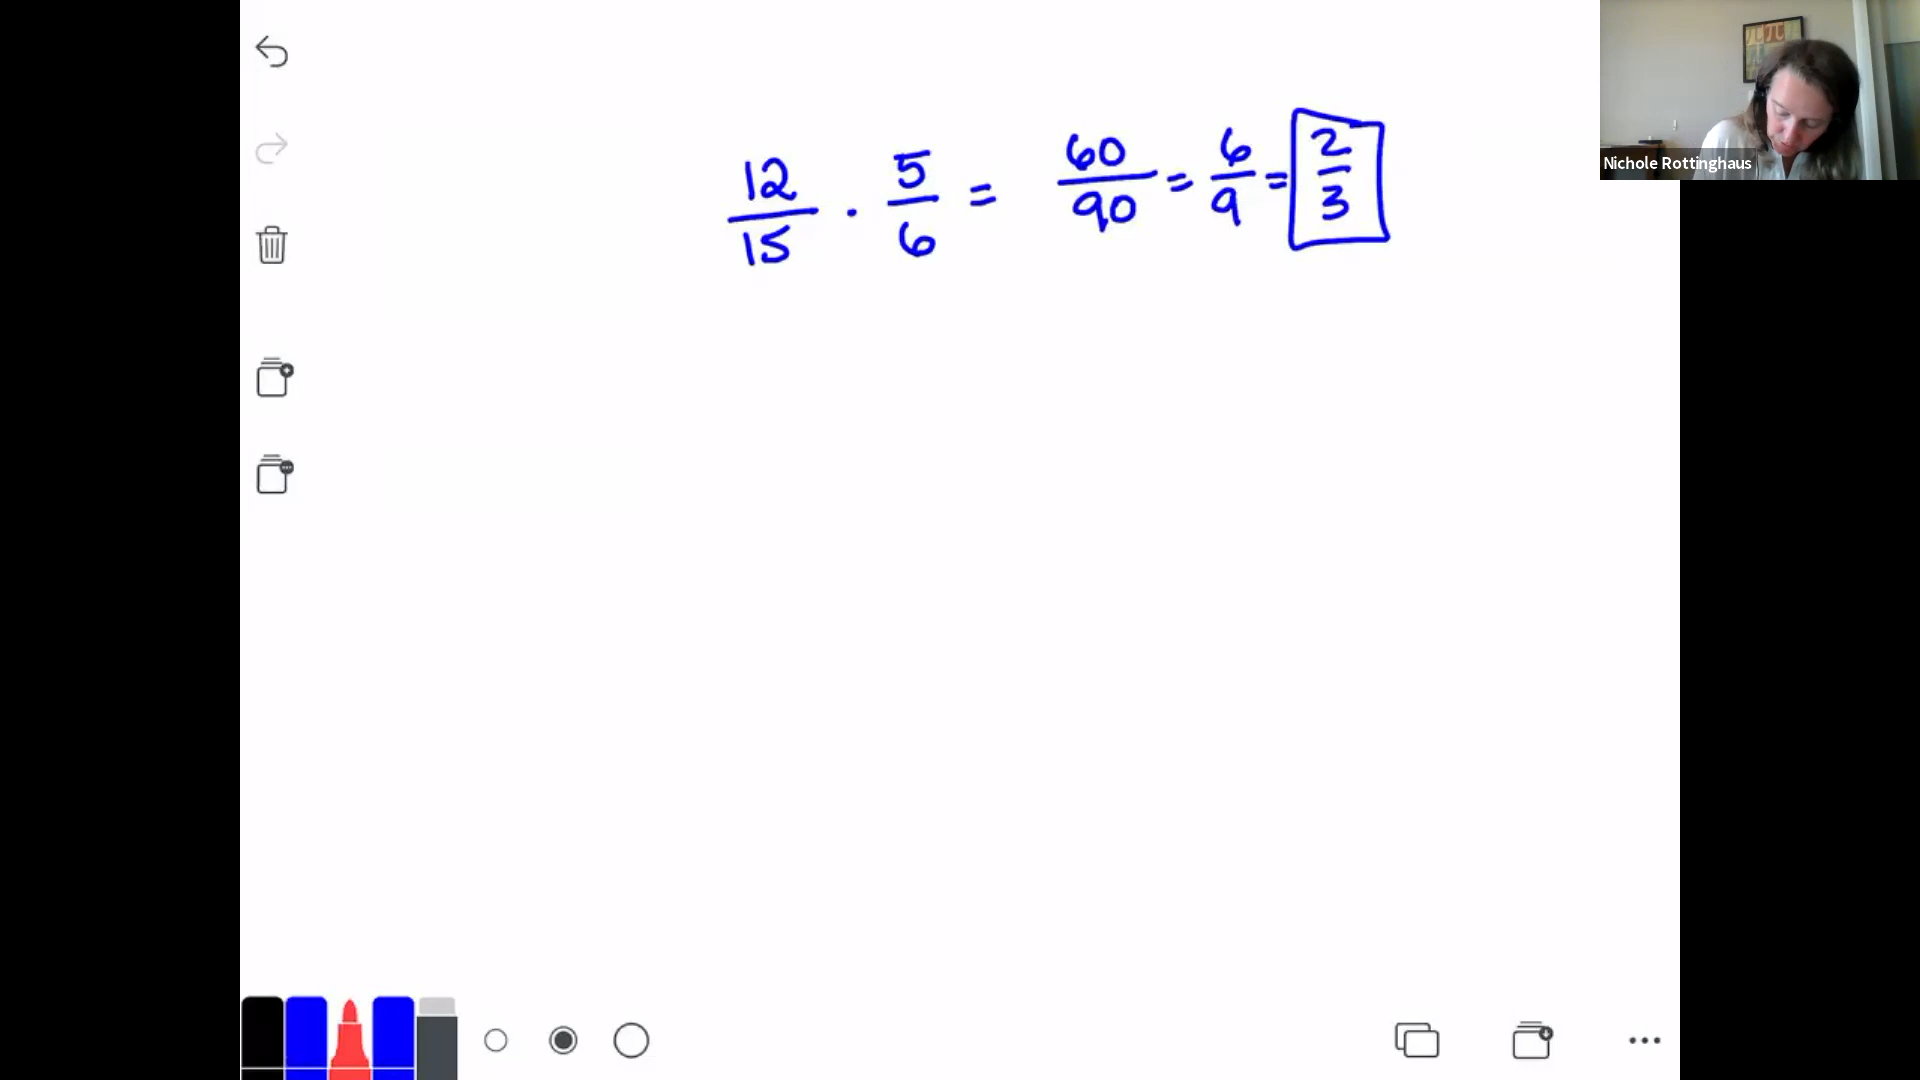 12/15 · 5/6 = 60/90 = 6/9 = 2/3
Nichole Rottinghaus